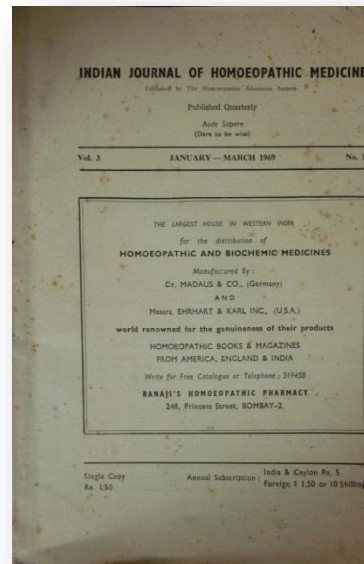 INDIAN JOURNAL OF HOMOEOPATHIC MEDICINE
Published by The Homoeopathic Education Society
Published Quarterly
Aude Sapere
(Dare to be wise)
Vol. 3 JANUARY — MARCH 1969 No. 1
THE LARGEST HOUSE IN WESTERN INDIA
for the distribution of
HOMOEOPATHIC AND BIOCHEMIC MEDICINES
Manufactured By :
Dr. MADAUS & CO., (Germany)
AND
Messrs, EHRHART & KARL INC., (U.S.A.)
world renowned for the genuineness of their products
HOMOEOPATHIC BOOKS & MAGAZINES
FROM AMERICA, ENGLAND & INDIA
Write for Free Catalogue or Telephone : 319458
BANAJI'S HOMOEOPATHIC PHARMACY
248, Princess Street, BOMBAY-2.
Single Copy
Rs 1.50
Annual Subscription :
India & Ceylon Rs. 5
Foreign $ 1.50 or 10 Shilling